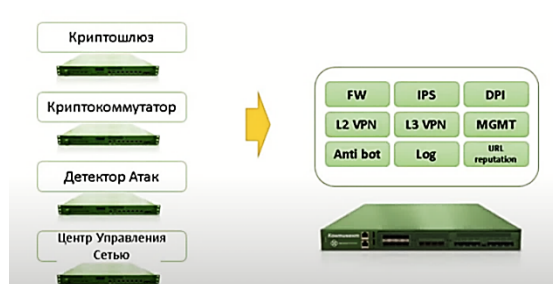 Криптошлюз
Криптокоммутатор
Детектор Атак
Центр Управления
Сетью
FW IPS DPI
L2 VPN L3 VPN MGMT
Anti bot Log URL
reputation
Континент